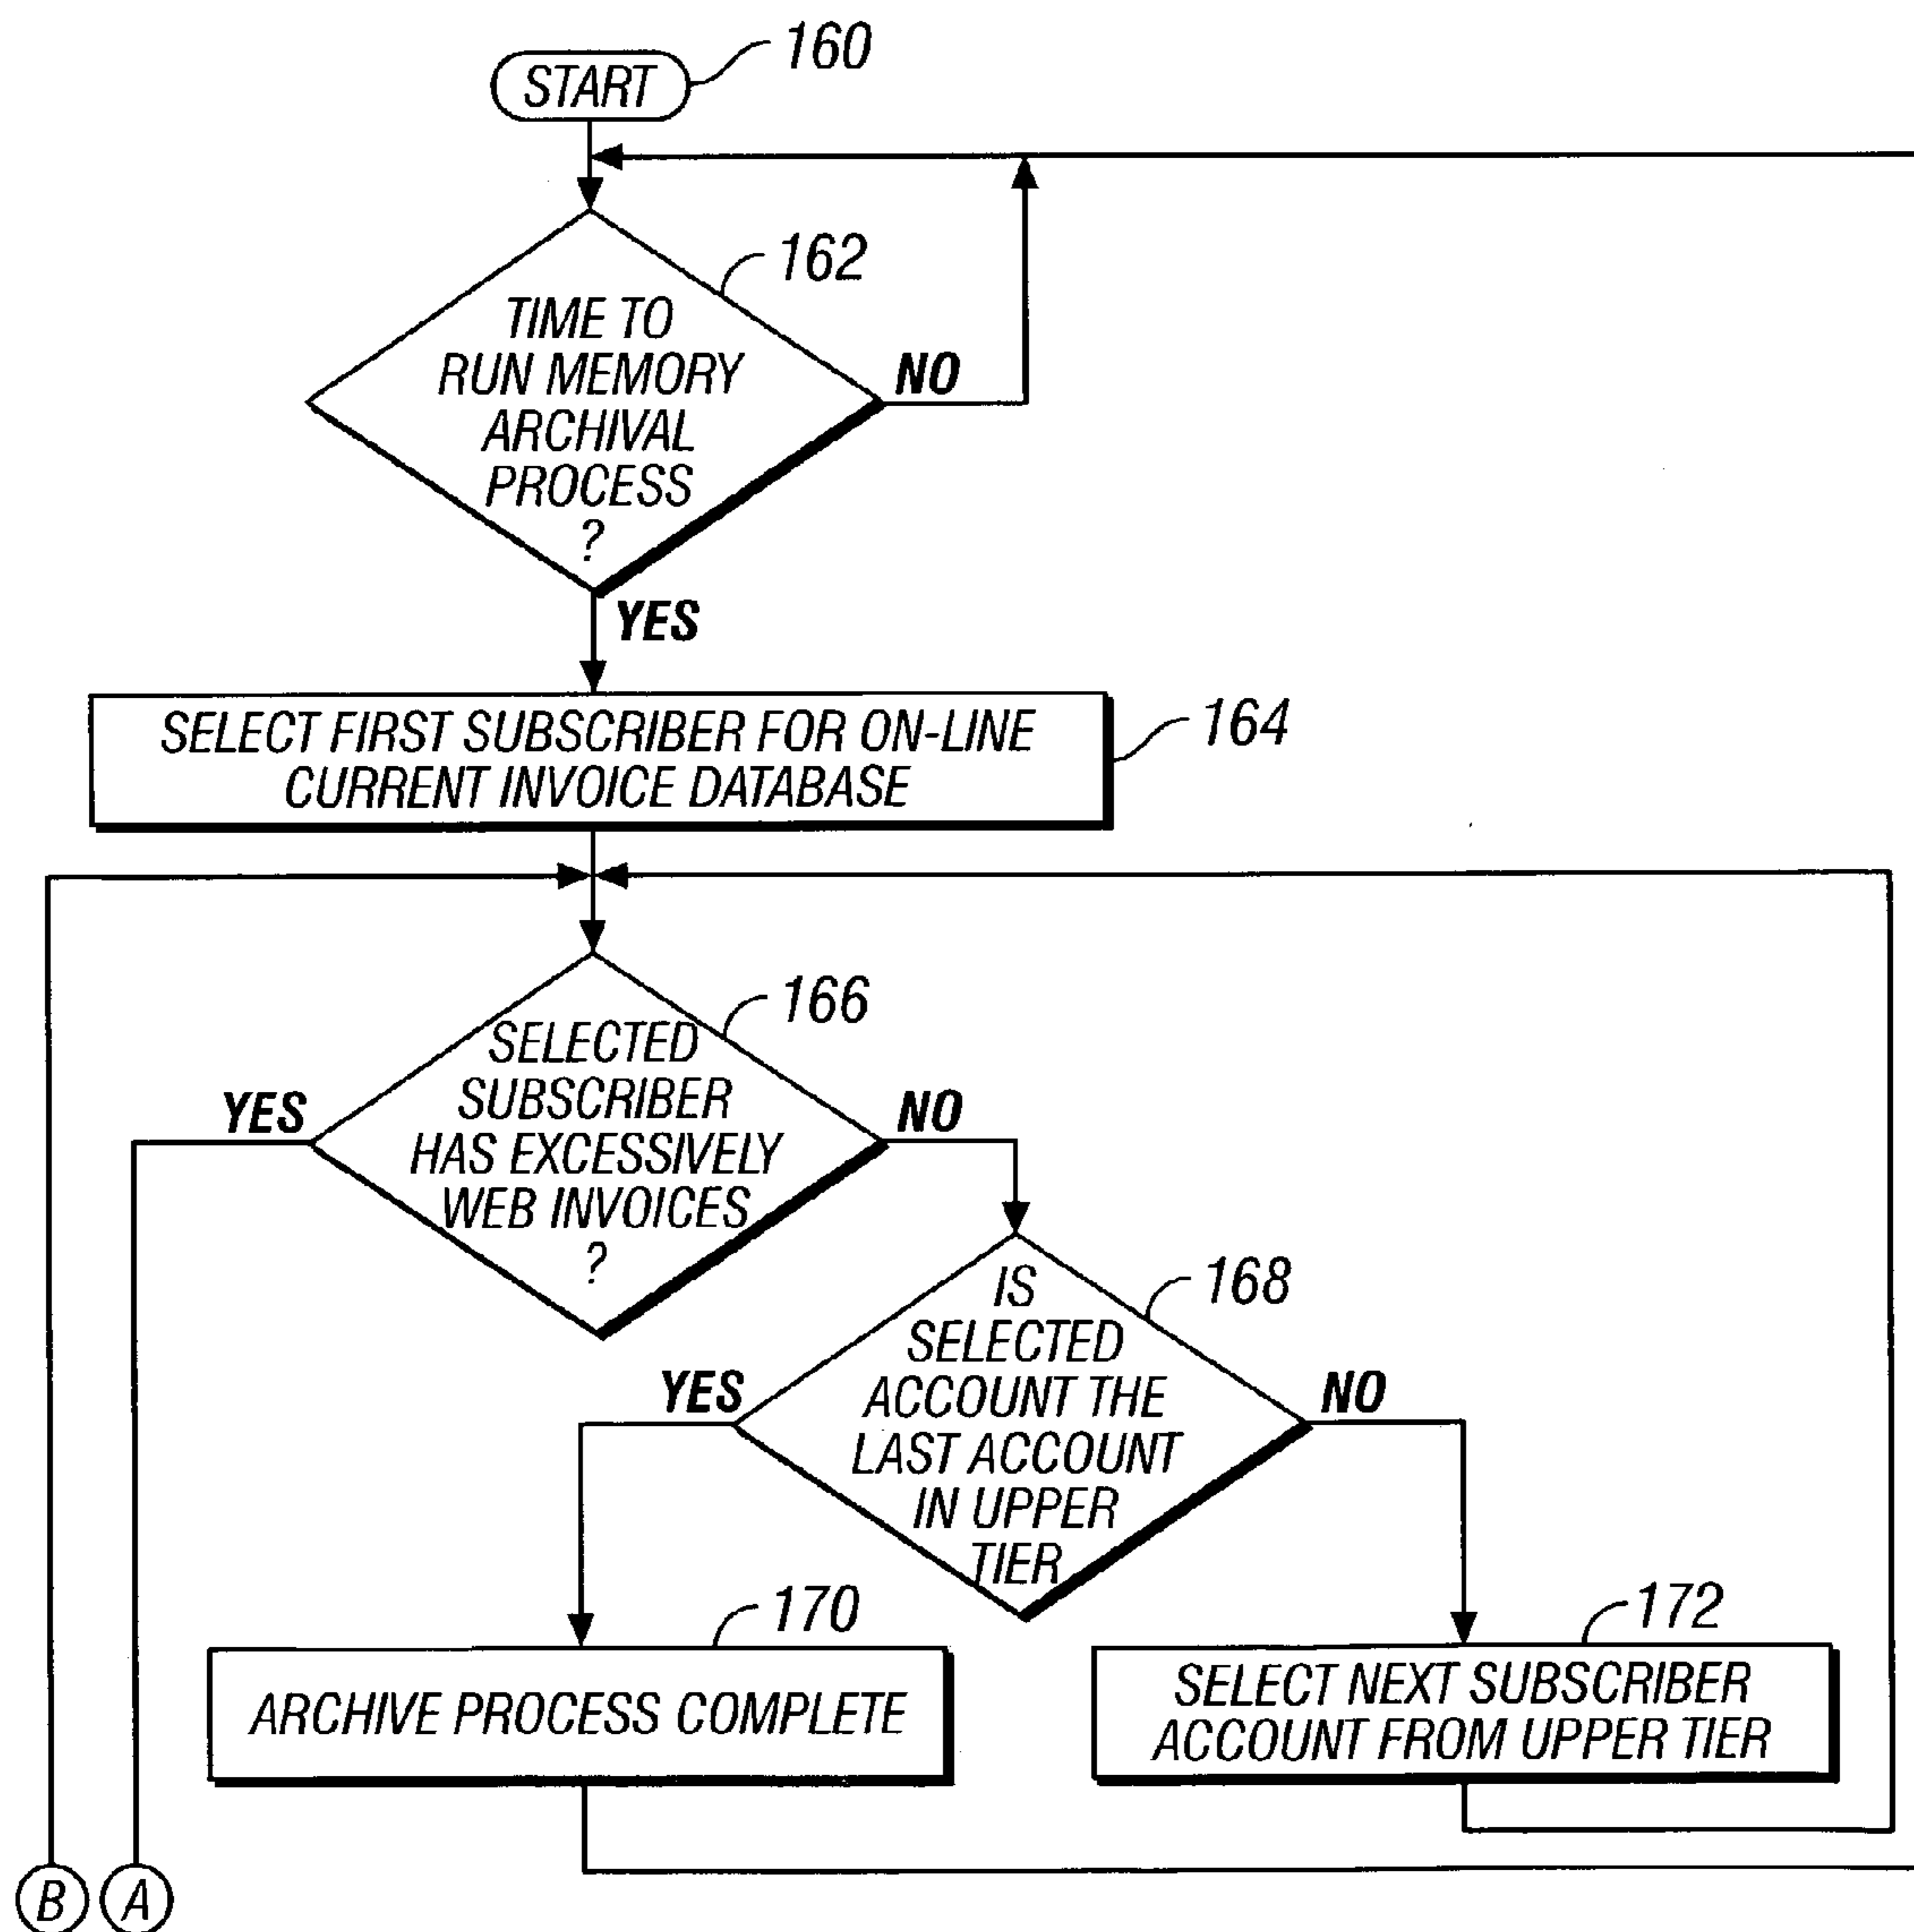 START
160
162
TIME TO
RUN MEMORY
ARCHIVAL
PROCESS
?
NO
YES
SELECT FIRST SUBSCRIBER FOR ON-LINE
CURRENT INVOICE DATABASE
164
166
SELECTED
SUBSCRIBER
HAS EXCESSIVELY
WEB INVOICES
?
YES
NO
168
IS
SELECTED
ACCOUNT THE
LAST ACCOUNT
IN UPPER
TIER
YES
NO
170
ARCHIVE PROCESS COMPLETE
172
SELECT NEXT SUBSCRIBER
ACCOUNT FROM UPPER TIER
B
A